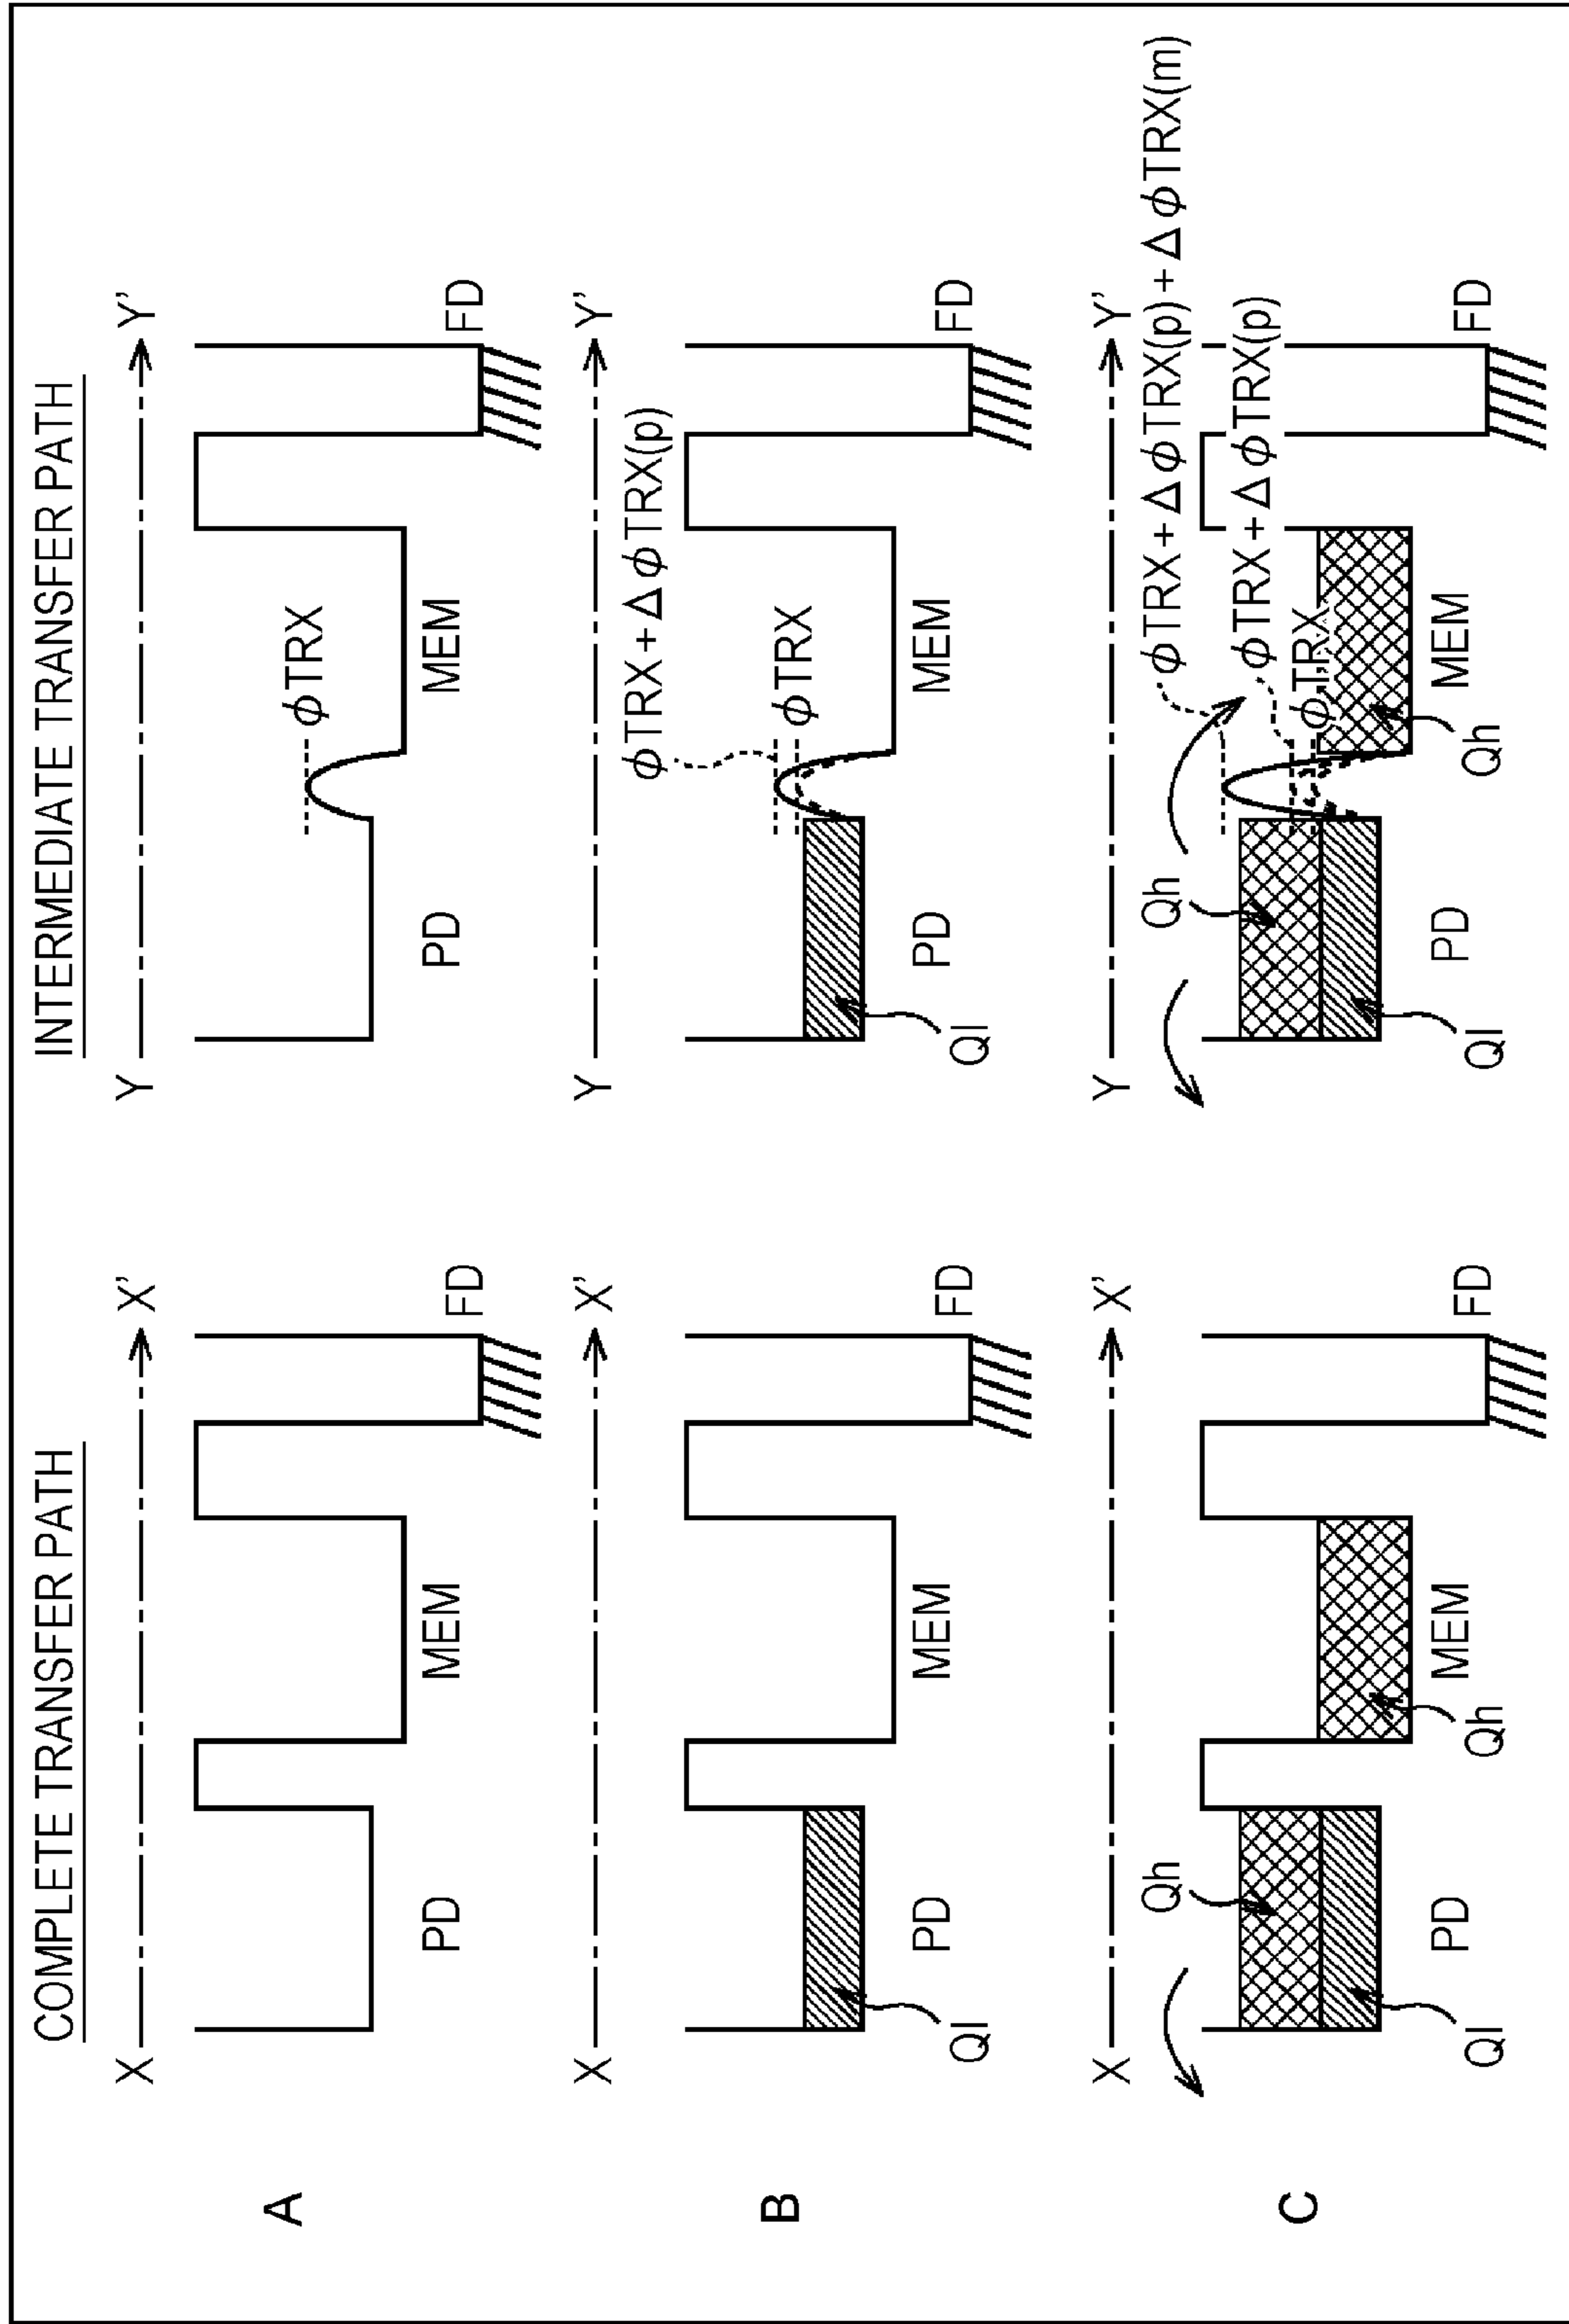 COMPLETE TRANSFER PATH
INTERMEDIATE TRANSFER PATH
A
X X'
PD MEM FD
Y Y'
ϕTRX
PD MEM FD
B
X X'
Ql PD MEM FD
Y Y'
ϕTRX+ΔϕTRX(p)
ϕTRX
Ql PD MEM FD
C
X X'
Qh
PD MEM FD
Ql Qh
Y Y'
ϕTRX+ΔϕTRX(p)+ΔϕTRX(m)
Qh
ϕTRX+ΔϕTRX(p)
ϕTRX
PD MEM FD
Ql Qh